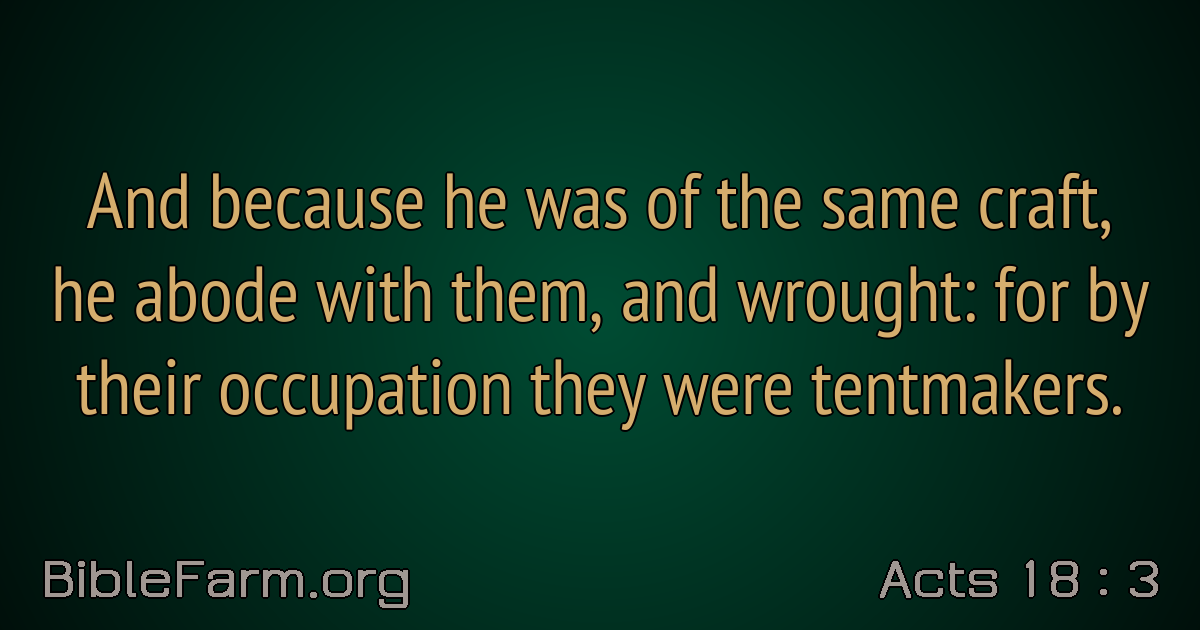 And because he was of the same craft,
he abode with them, and wrought: for by
their occupation they were tentmakers.
BibleFarm.org
Acts 18 : 3